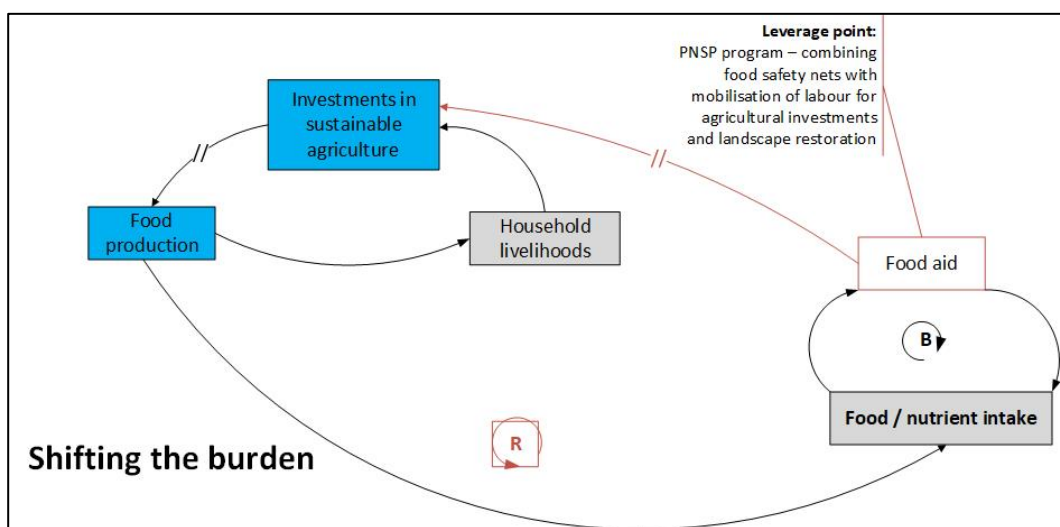 Leverage point:
PNSP program – combining
food safety nets with
mobilisation of labour for
agricultural investments
and landscape restoration
Investments in
sustainable
agriculture
//
//
Food
production
Household
livelihoods
Food aid
B
Food / nutrient intake
R
Shifting the burden